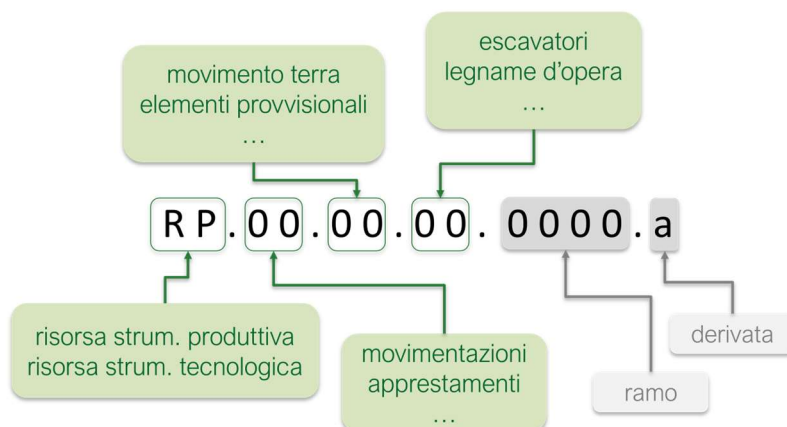 escavatori
legname d'opera
…
movimento terra
elementi provvisionali
…
RP.00.00.00.0000.a
risorsa strum. produttiva
risorsa strum. tecnologica
movimentazioni
apprestamenti
…
derivata
ramo